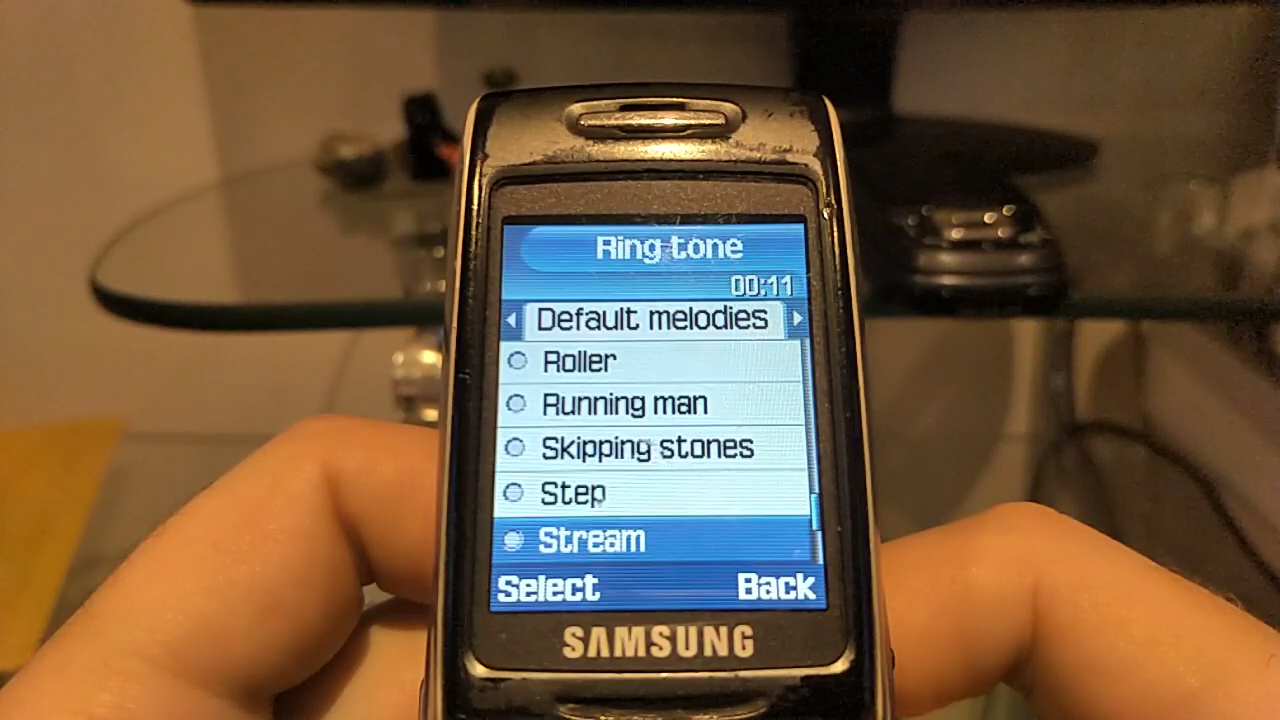 Ring tone
00:11
Default melodies
Roller
Running man
Skipping stones
Step
Stream
Select Back
SAMSUNG